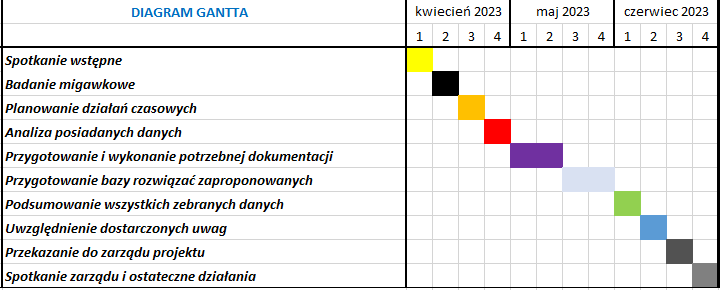 DIAGRAM GANTTA kwiecień 2023 maj 2023 czerwiec 2023
1 2 3 4 1 2 3 4 1 2 3 4
Spotkanie wstępne
Badanie migawkowe
Planowanie działań czasowych
Analiza posiadanych danych
Przygotowanie i wykonanie potrzebnej dokumentacji
Przygotowanie bazy rozwiązać zaproponowanych
Podsumowanie wszystkich zebranych danych
Uwzględnienie dostarczonych uwag
Przekazanie do zarządu projektu
Spotkanie zarządu i ostateczne działania